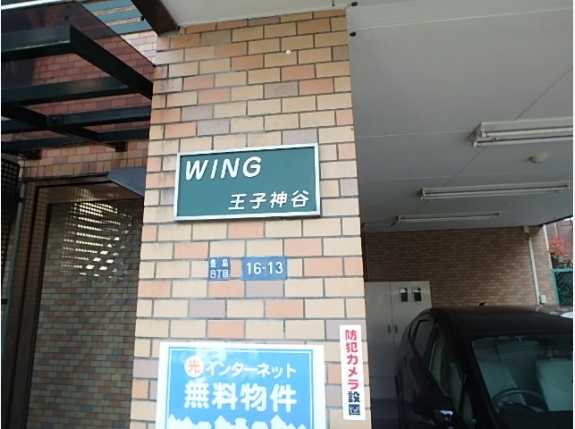 WING
王子神谷
豊島
8丁目
16-13
光インターネット
無料物件
防犯カメラ設置